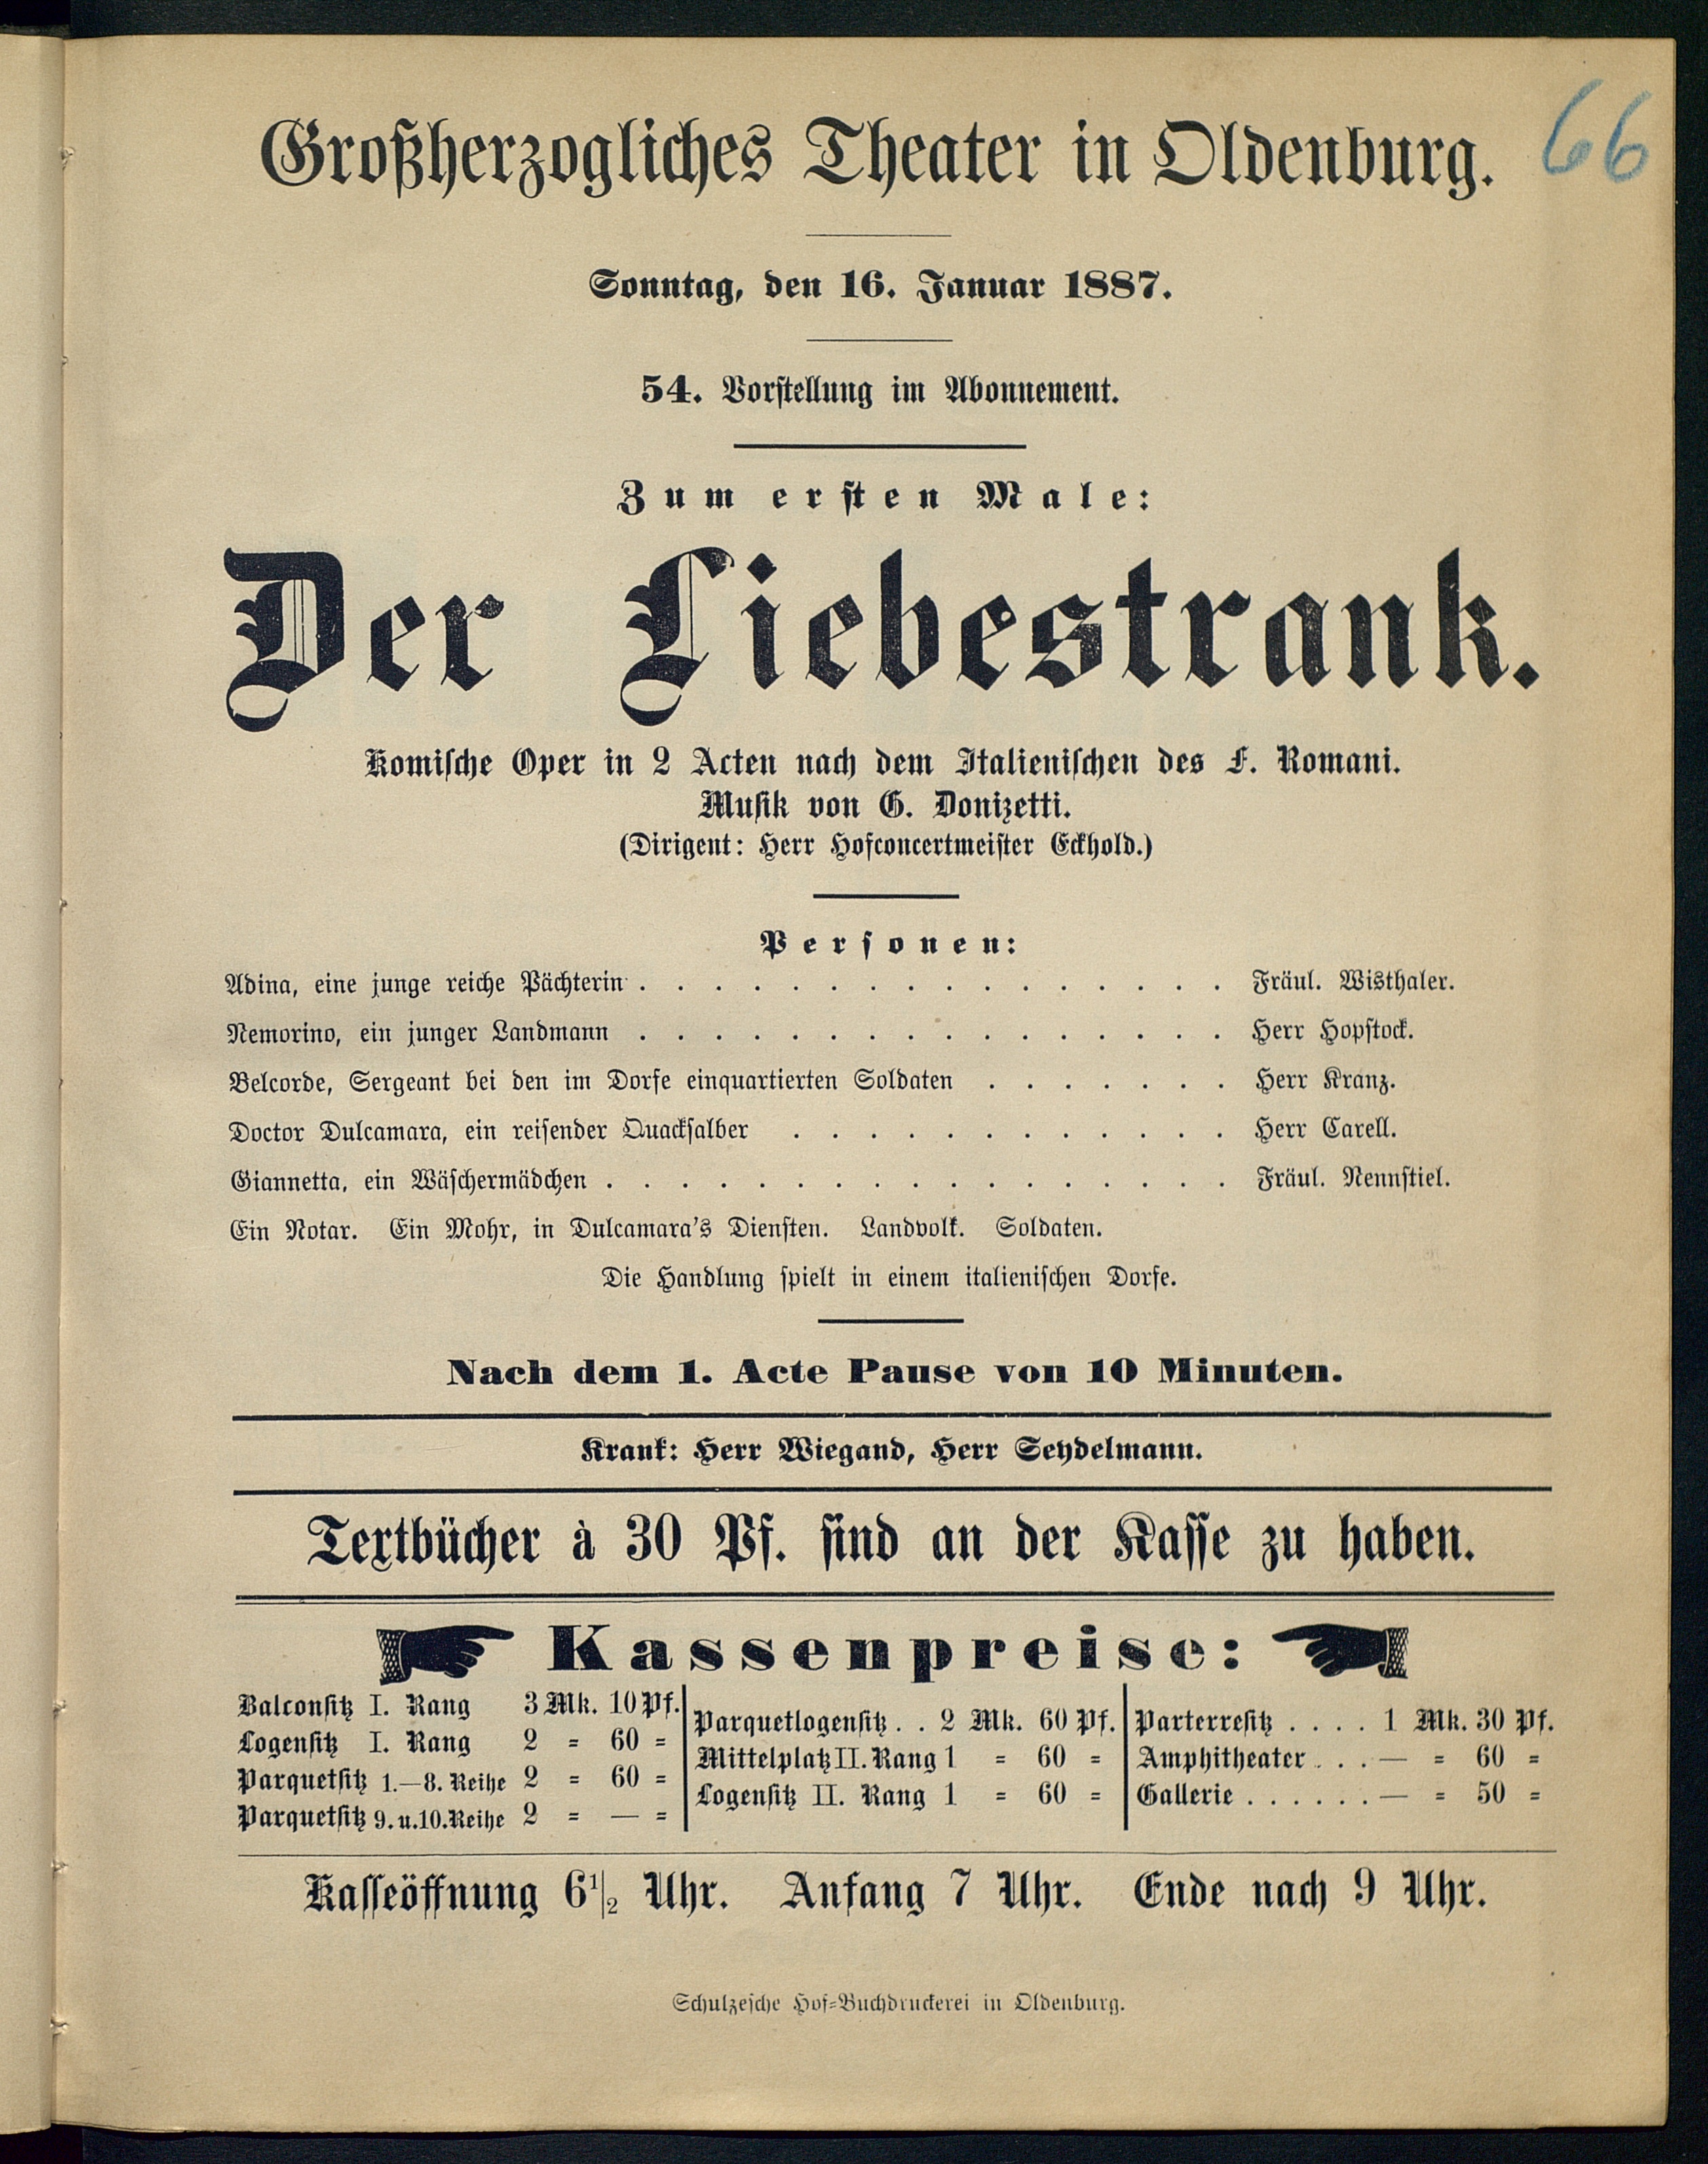 66
Großherzogliches Theater in Oldenburg.
Sonntag, den 16. Januar 1887.
54. Vorstellung im Abonnement.
Zum ersten Male:
Der Liebestrank.
Komische Oper in 2 Acten nach dem Italienischen des F. Romani.
Musik von G. Donizetti.
(Dirigent: Herr Hofconcertmeister Eckhold.)
Personen:
Adina, eine junge reiche Pächterin . . . . . . . . . . . . . . . . Fräul. Wisthaler.
Nemorino, ein junger Landmann . . . . . . . . . . . . . . . . Herr Hopstock.
Belcorde, Sergeant bei den im Dorfe einquartierten Soldaten . . . . . . . Herr Kranz.
Doctor Dulcamara, ein reisender Quacksalber . . . . . . . . . . . . Herr Carell.
Giannetta, ein Wäschermädchen . . . . . . . . . . . . . . . . . Fräul. Nennstiel.
Ein Notar. Ein Mohr, in Dulcamara's Diensten. Landvolk. Soldaten.
Die Handlung spielt in einem italienischen Dorfe.
Nach dem 1. Acte Pause von 10 Minuten.
Krank: Herr Wiegand, Herr Seydelmann.
Textbücher à 30 Pf. sind an der Kasse zu haben.
Kassenpreise:
Balconsitz I. Rang 3 Mk. 10 Pf.
Logensitz I. Rang 2 = 60 =
Parquetsitz 1.—8. Reihe 2 = 60 =
Parquetsitz 9. u. 10. Reihe 2 = — =
Parquetlogensitz . . 2 Mk. 60 Pf.
Mittelplatz II. Rang 1 = 60 =
Logensitz II. Rang 1 = 60 =
Parterresitz . . . . 1 Mk. 30 Pf.
Amphitheater . . . — = 60 =
Gallerie . . . . . . — = 50 =
Kasseöffnung 6 1/2 Uhr. Anfang 7 Uhr. Ende nach 9 Uhr.
Schulzesche Hof=Buchdruckerei in Oldenburg.